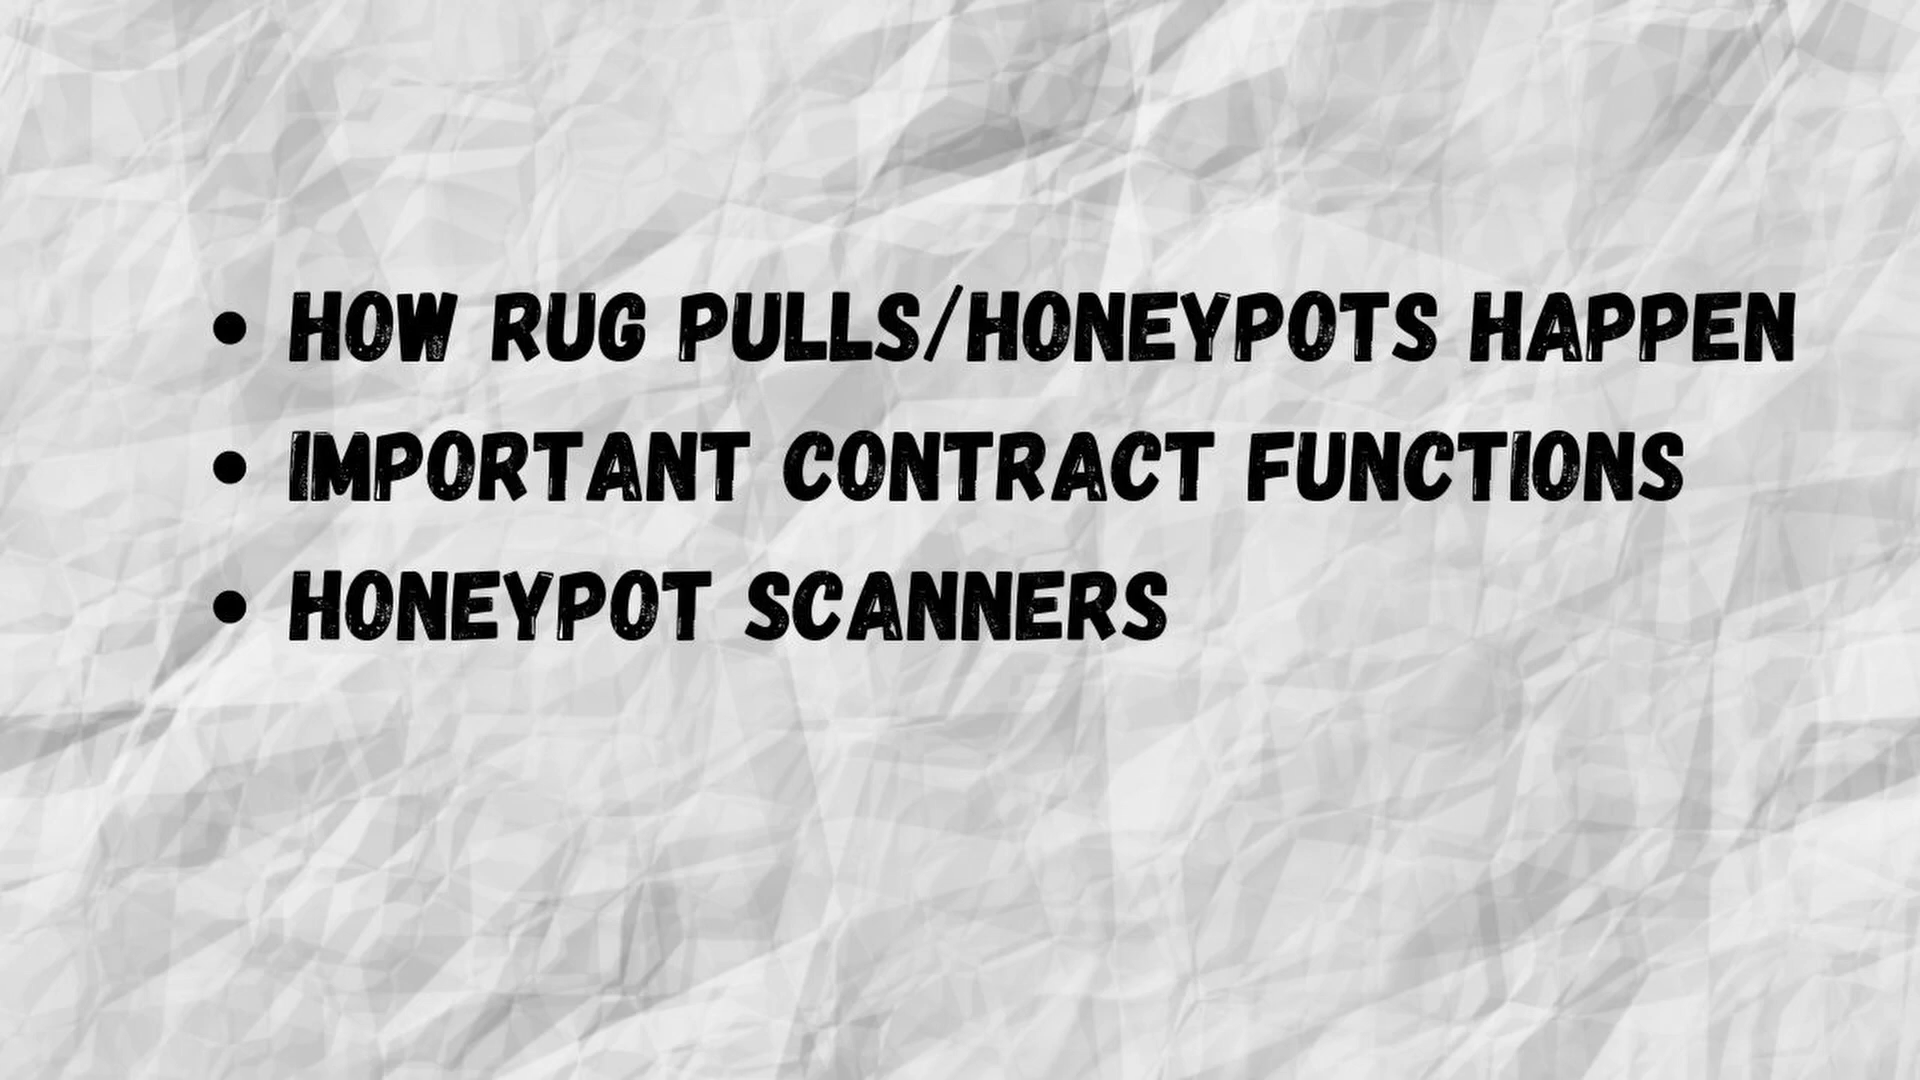 • HOW RUG PULLS/HONEYPOTS HAPPEN
• IMPORTANT CONTRACT FUNCTIONS
• HONEYPOT SCANNERS